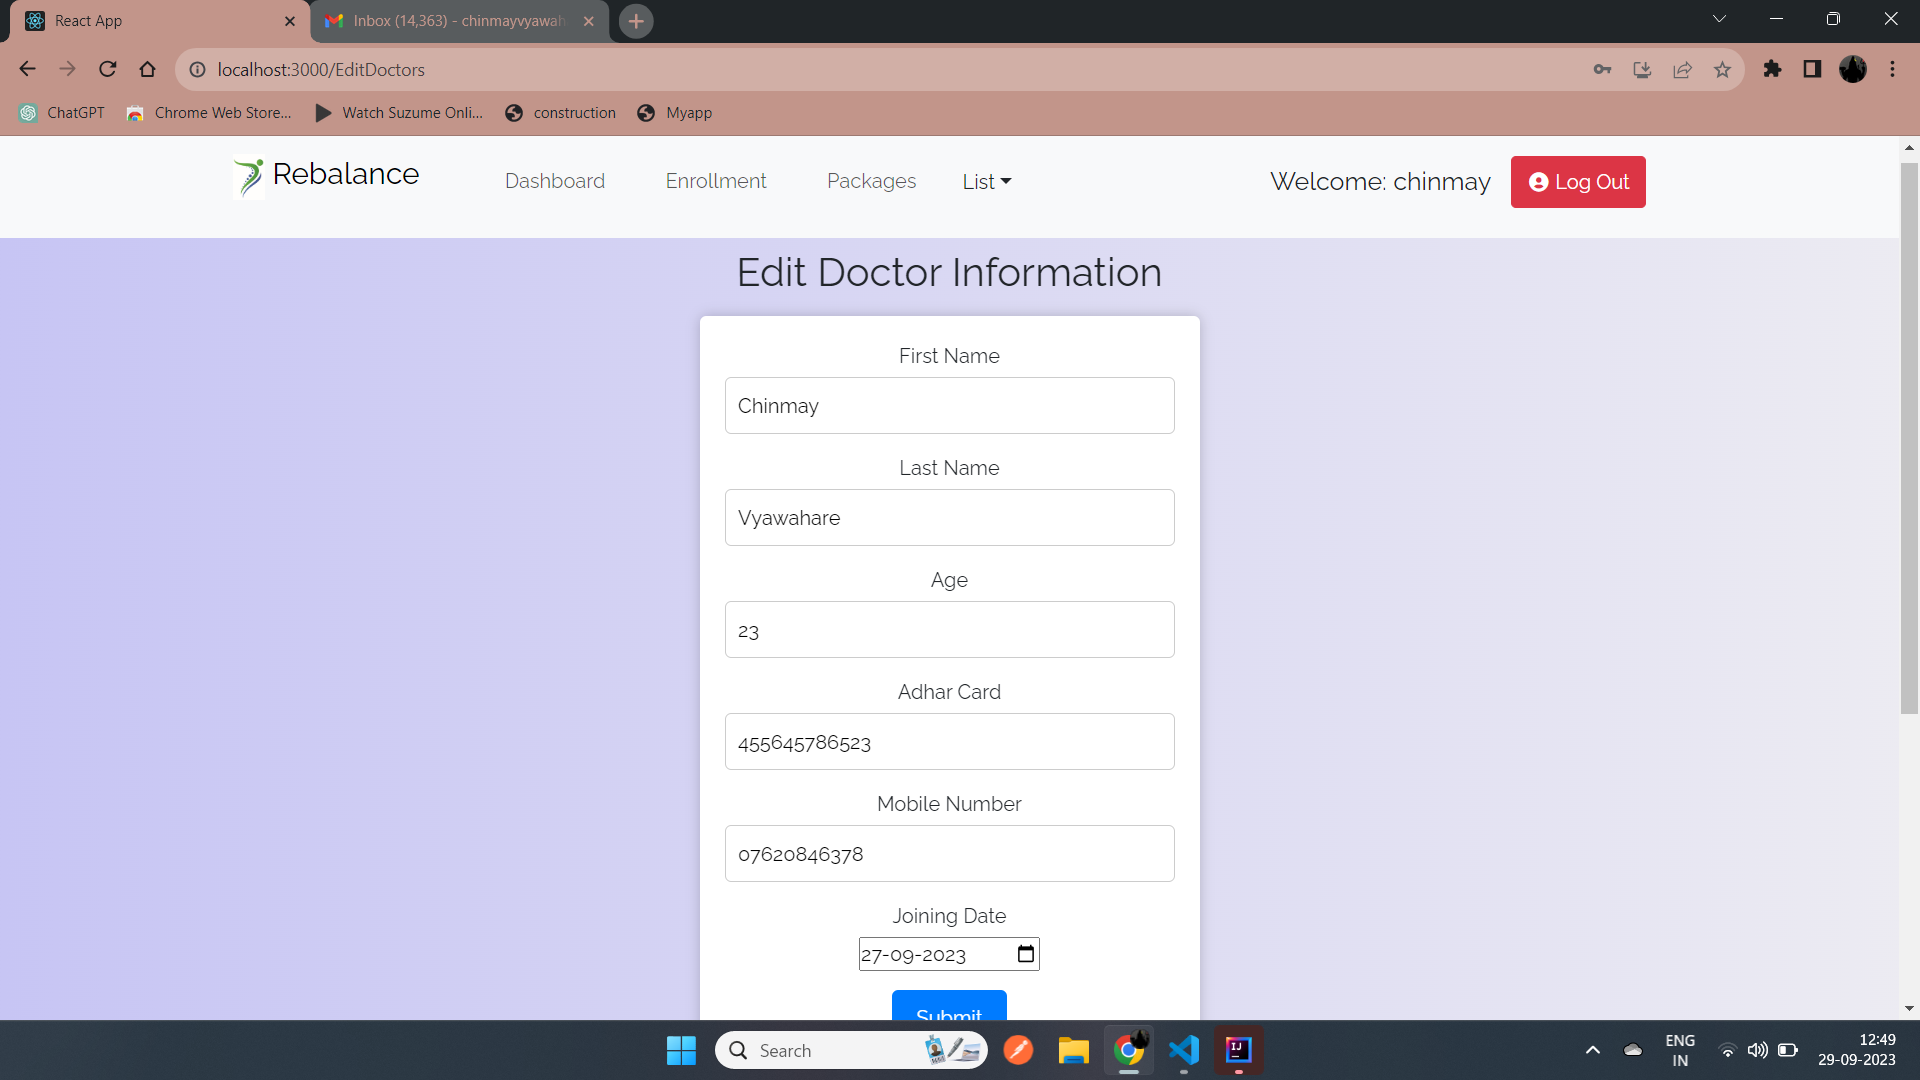 React App
Inbox (14,363) - chinmayvyawah
localhost:3000/EditDoctors
ChatGPT
Chrome Web Store...
Watch Suzume Onli...
construction
Myapp
Rebalance
Dashboard
Enrollment
Packages
List
Welcome: chinmay
Log Out
Edit Doctor Information
First Name
Chinmay
Last Name
Vyawahare
Age
23
Adhar Card
455645786523
Mobile Number
07620846378
Joining Date
27-09-2023
Submit
Search
IJ
ENG
IN
12:49
29-09-2023